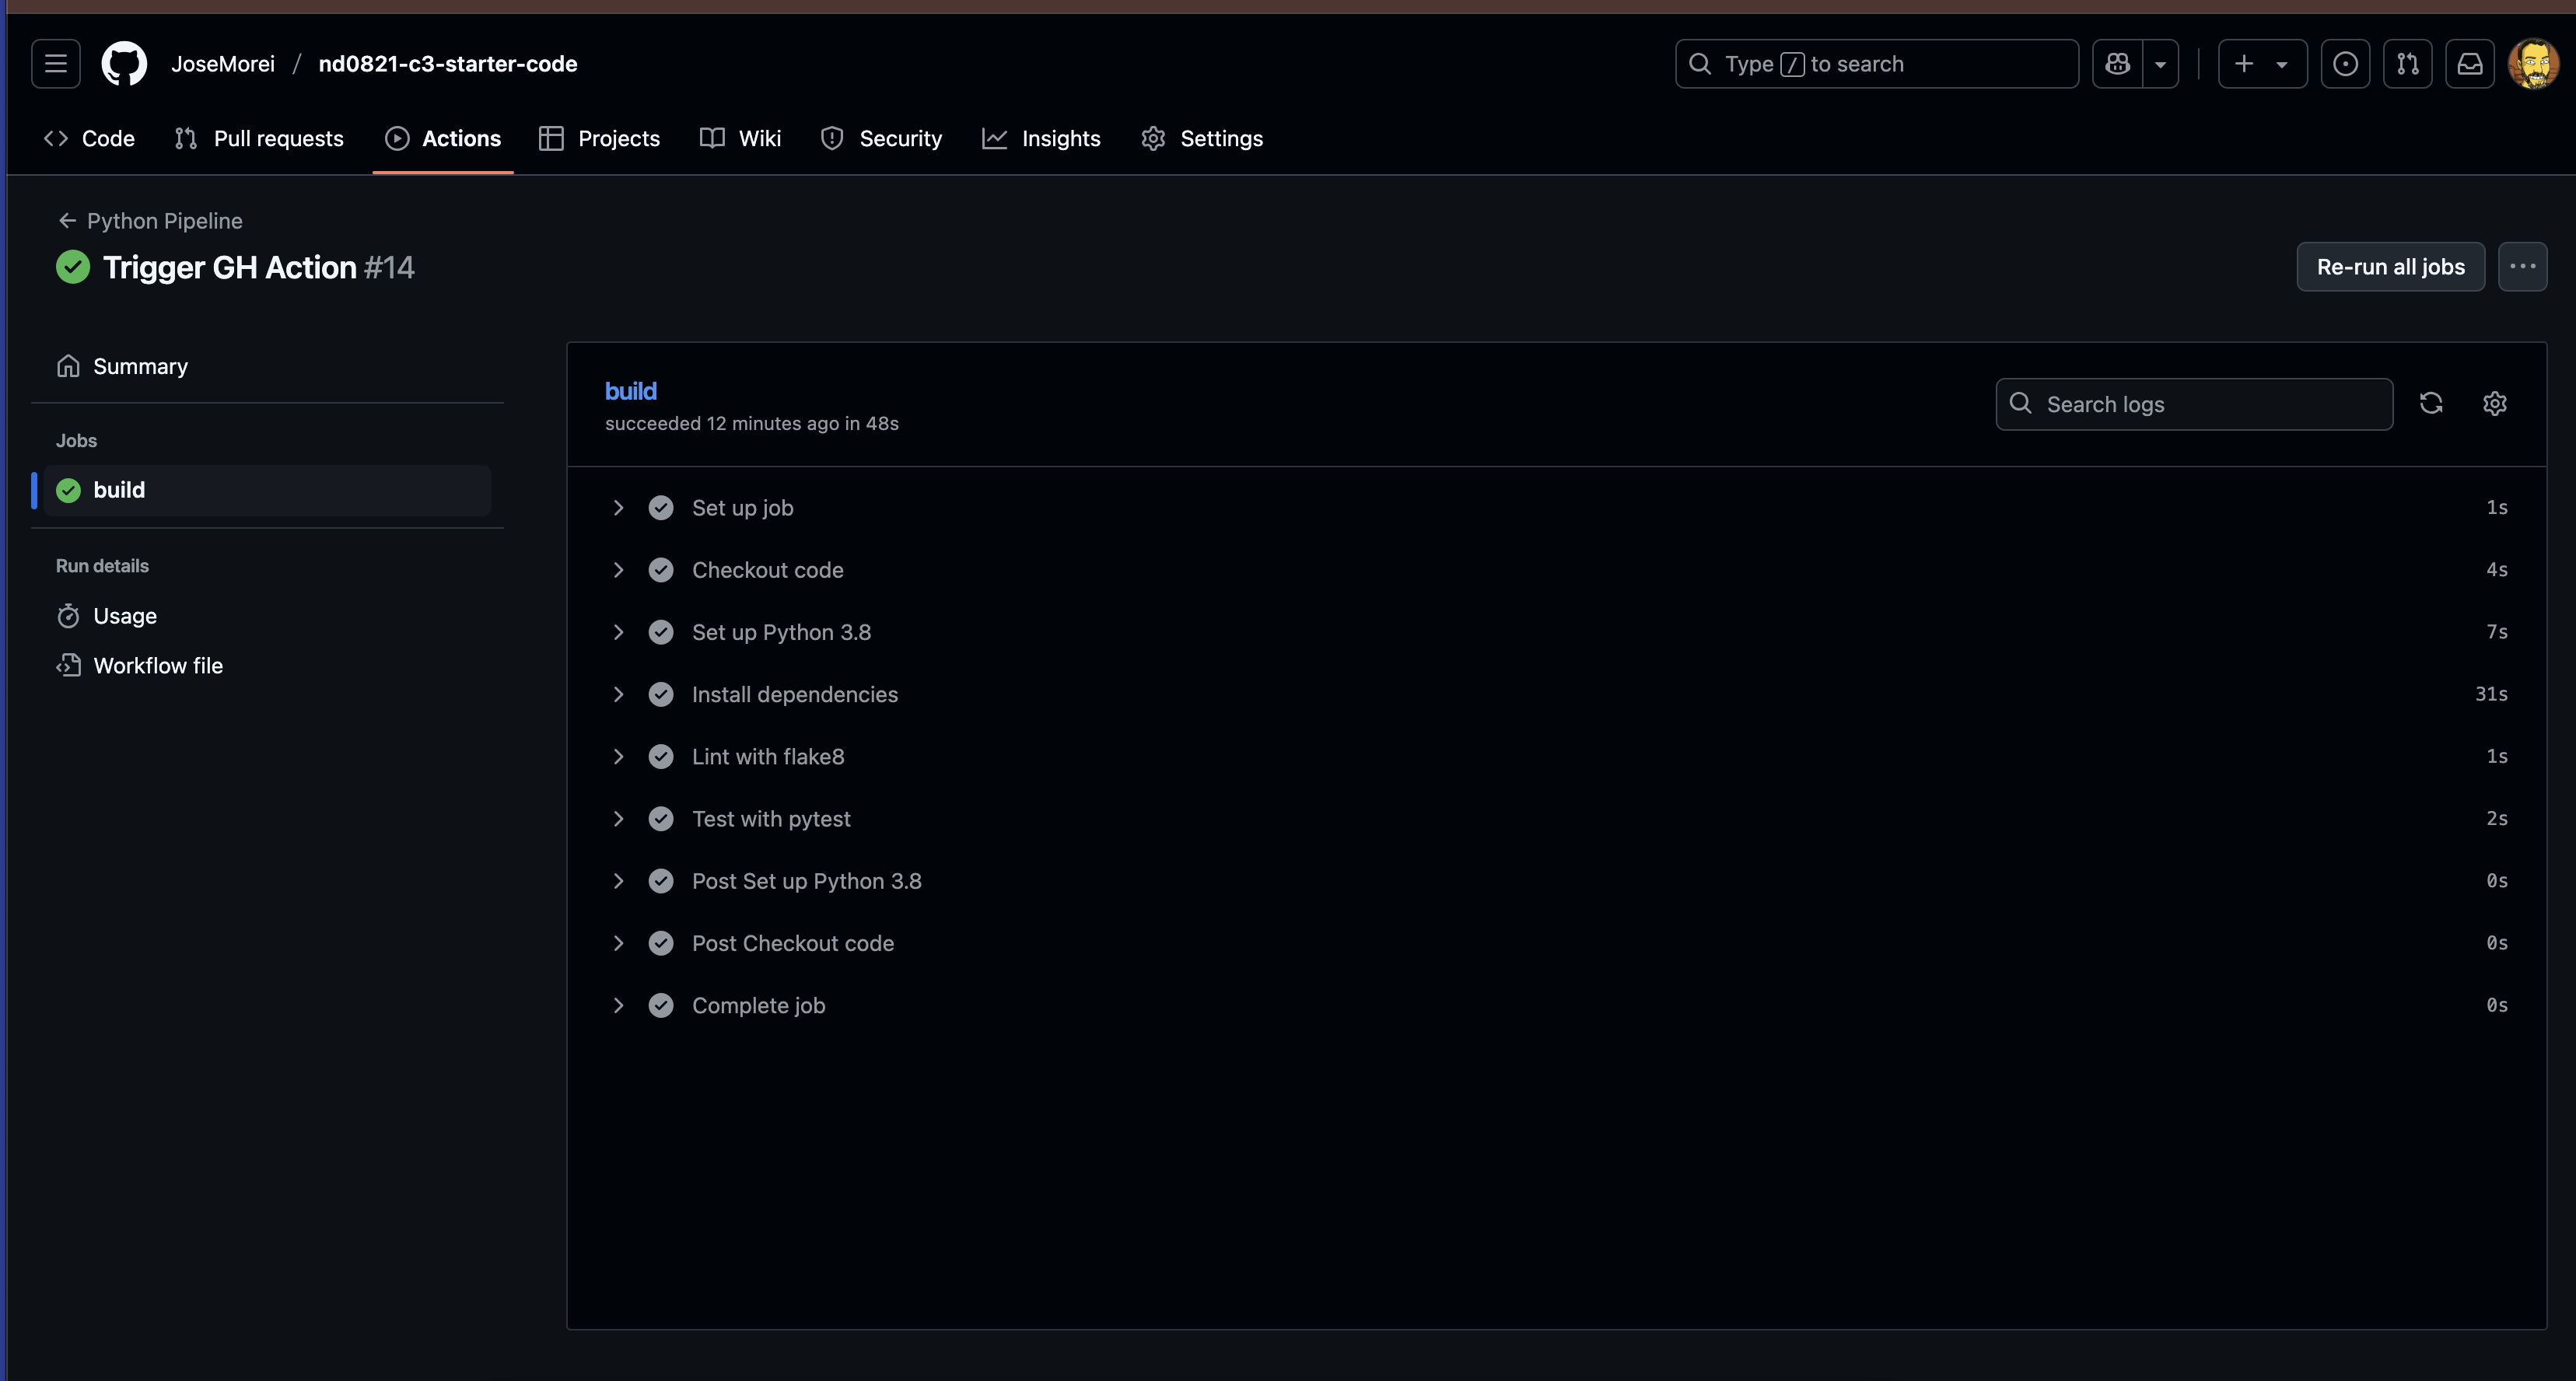 JoseMorei / nd0821-c3-starter-code
Type / to search
Code Pull requests Actions Projects Wiki Security Insights Settings
Python Pipeline
Trigger GH Action #14
Re-run all jobs
Summary
Jobs
build
Run details
Usage
Workflow file
build
succeeded 12 minutes ago in 48s
Search logs
Set up job 1s
Checkout code 4s
Set up Python 3.8 7s
Install dependencies 31s
Lint with flake8 1s
Test with pytest 2s
Post Set up Python 3.8 0s
Post Checkout code 0s
Complete job 0s